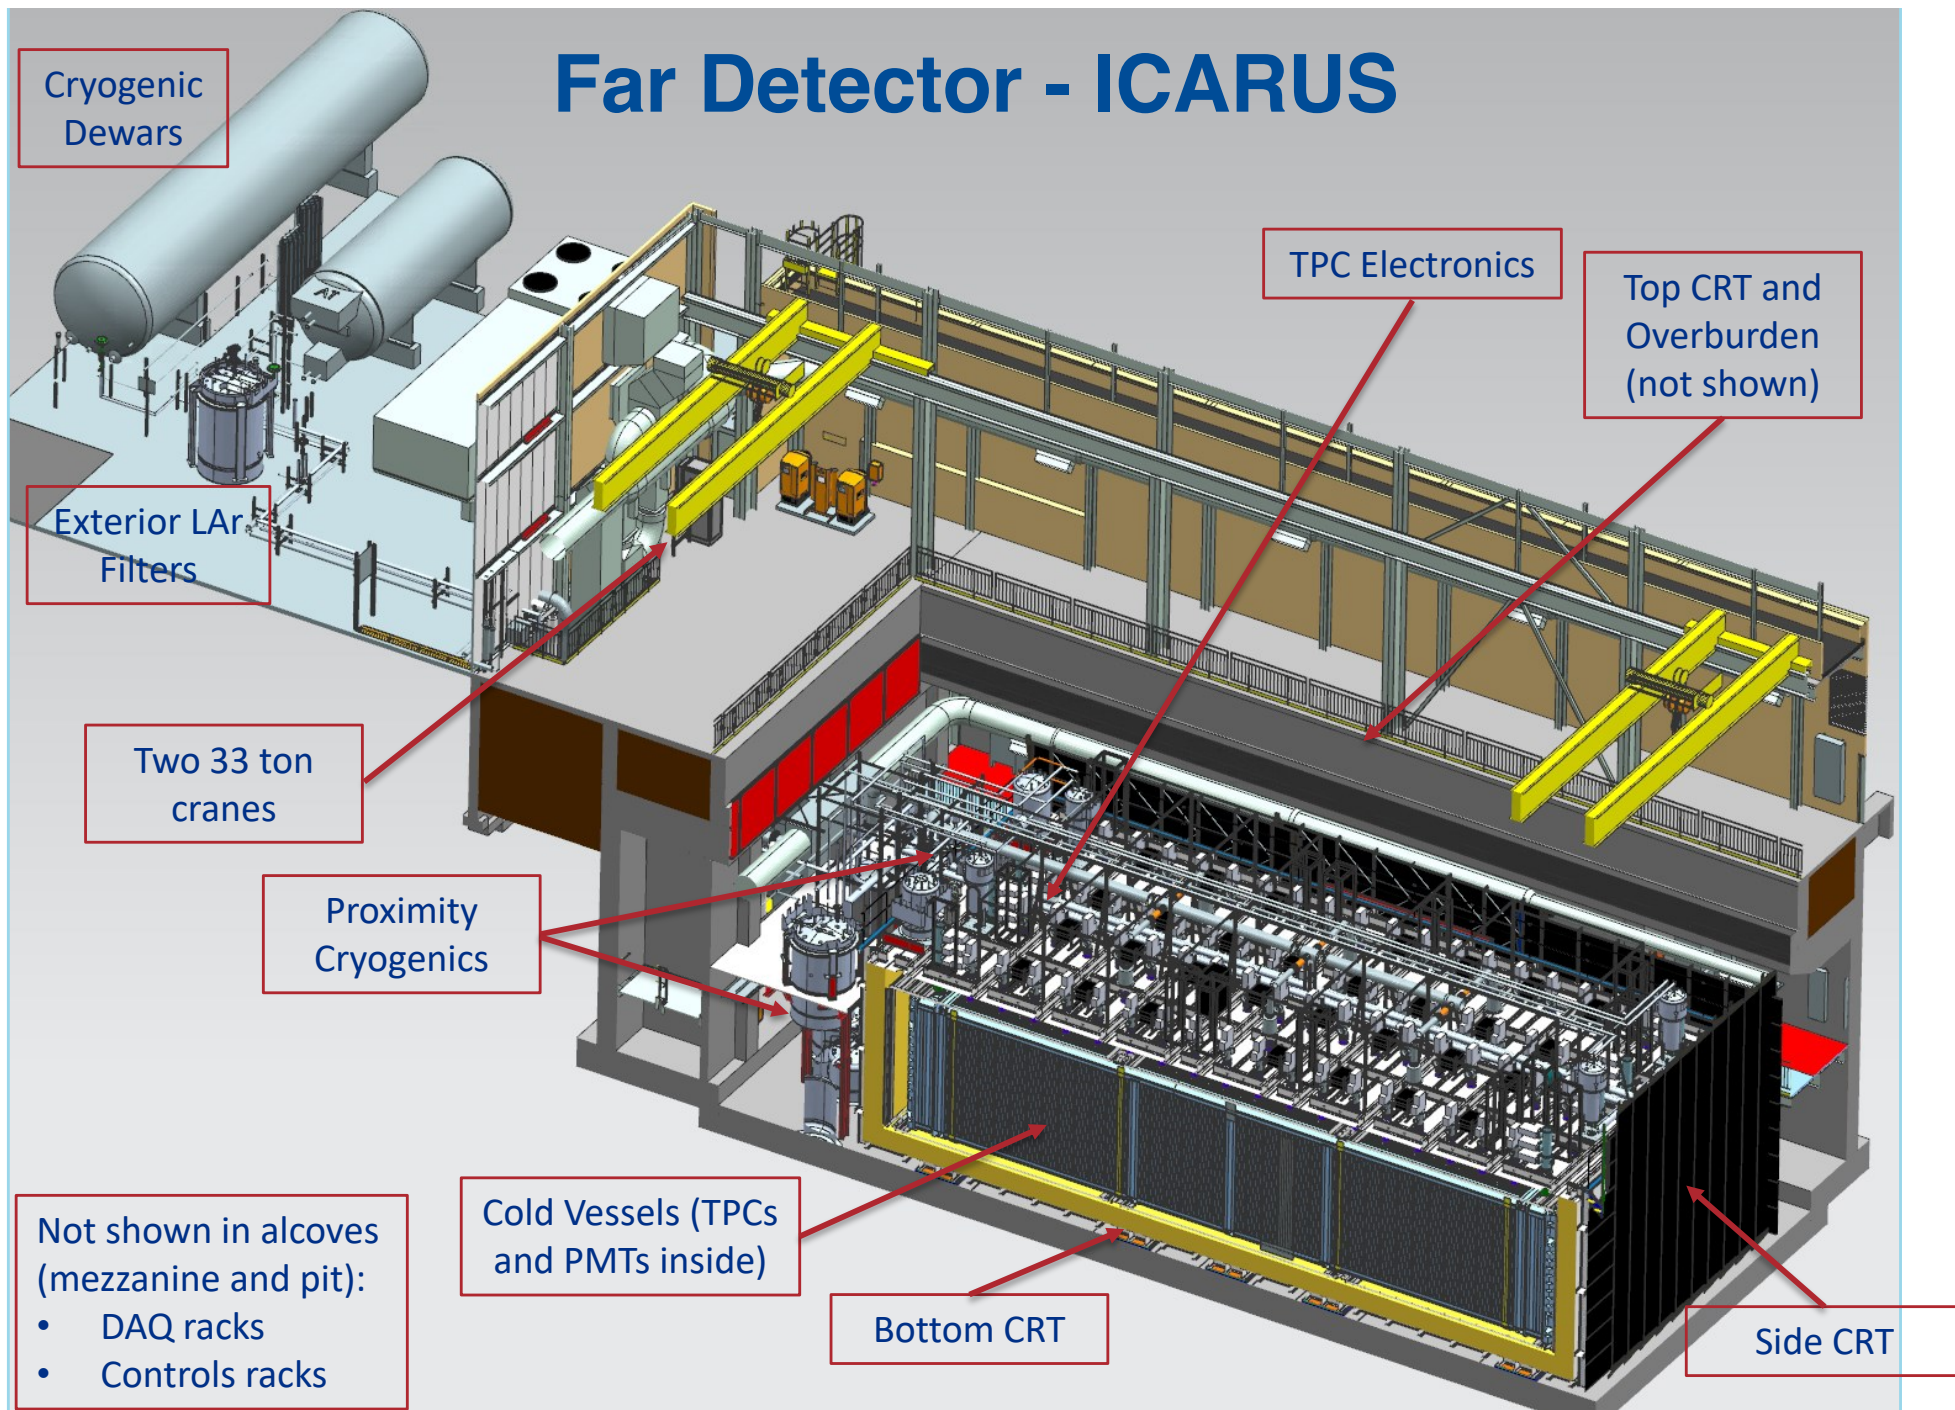 Far Detector - ICARUS
Cryogenic
Dewars
TPC Electronics
Top CRT and
Overburden
(not shown)
AT
Exterior LAr
Filters
Two 33 ton
cranes
Proximity
Cryogenics
Cold Vessels (TPCs
and PMTs inside)
Bottom CRT
Side CRT
Not shown in alcoves
(mezzanine and pit):
• DAQ racks
• Controls racks